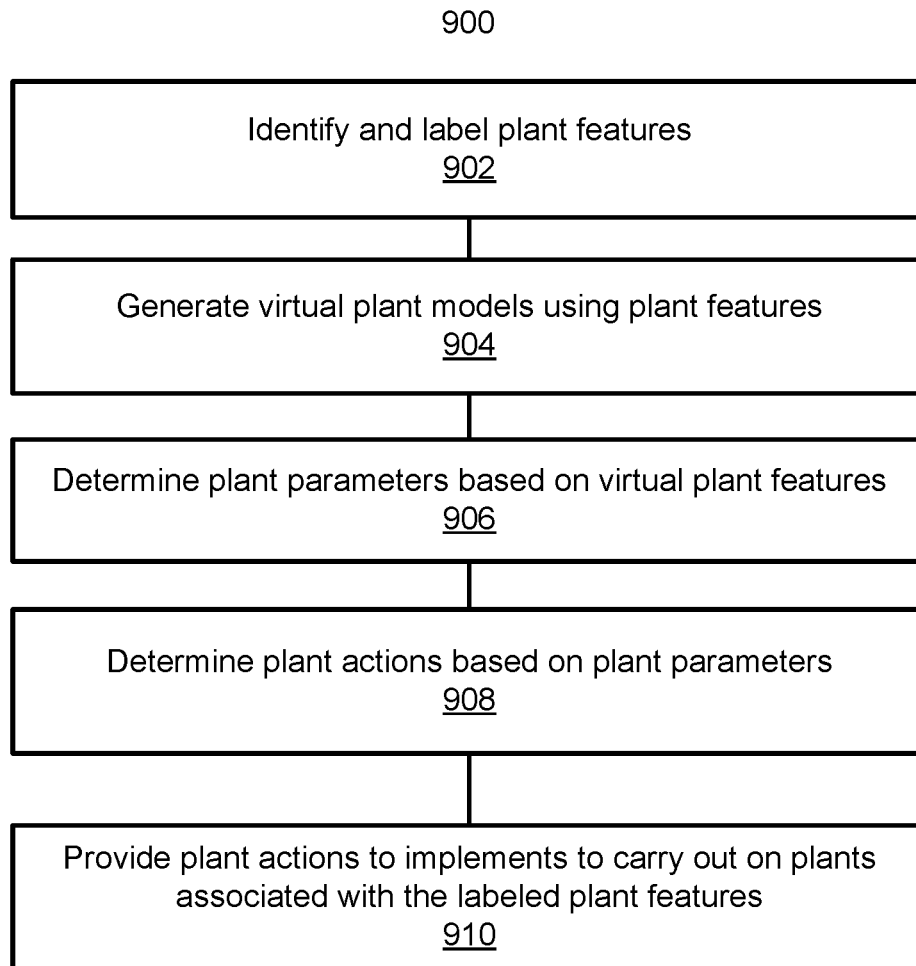 900
Identify and label plant features
902
Generate virtual plant models using plant features
904
Determine plant parameters based on virtual plant features
906
Determine plant actions based on plant parameters
908
Provide plant actions to implements to carry out on plants
associated with the labeled plant features
910